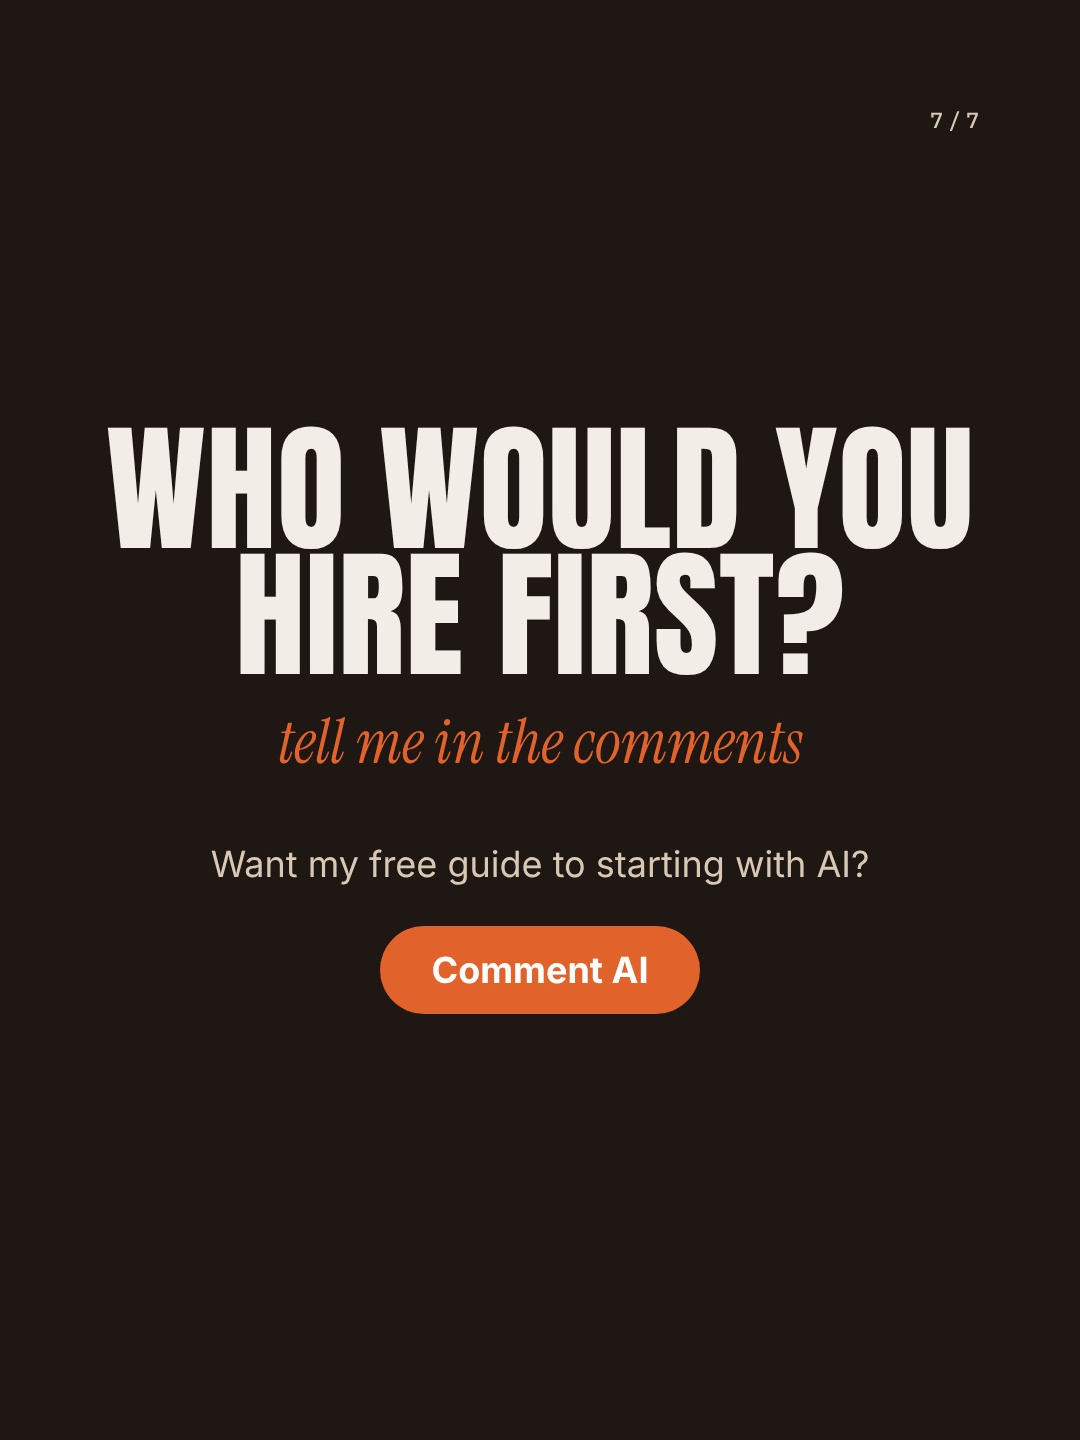 7 / 7
WHO WOULD YOU
HIRE FIRST?
tell me in the comments
Want my free guide to starting with AI?
Comment AI